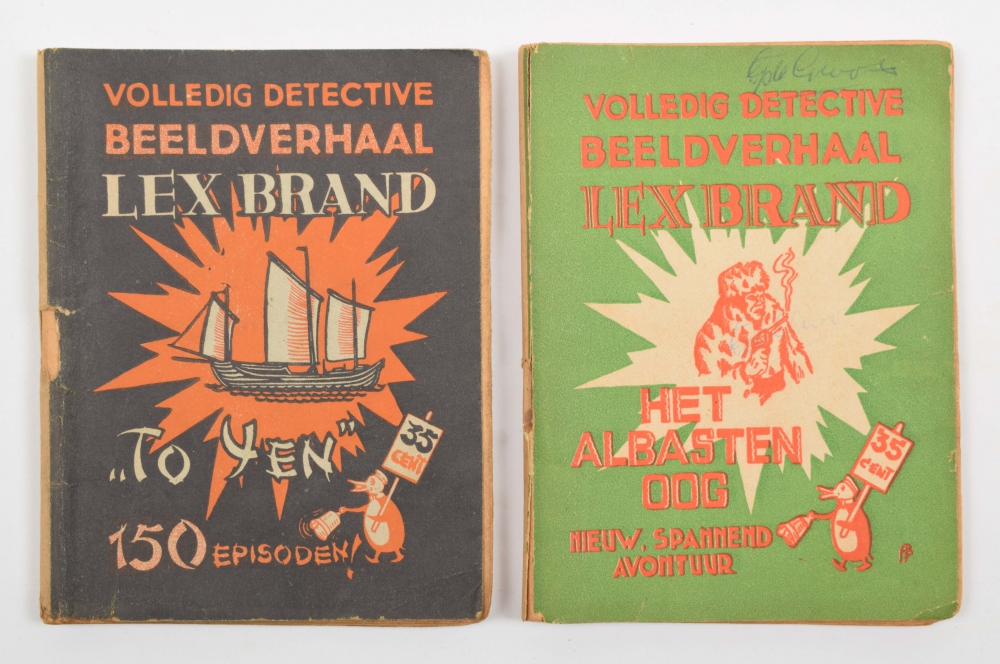 VOLLEDIG DETECTIVE
BEELDVERHAAL
LEX BRAND
„TO YEN”
35
CENT
150 EPISODEN!
VOLLEDIG DETECTIVE
BEELDVERHAAL
LEX BRAND
HET
ALBASTEN
OOG
35
CENT
NIEUW, SPANNEND
AVONTUUR